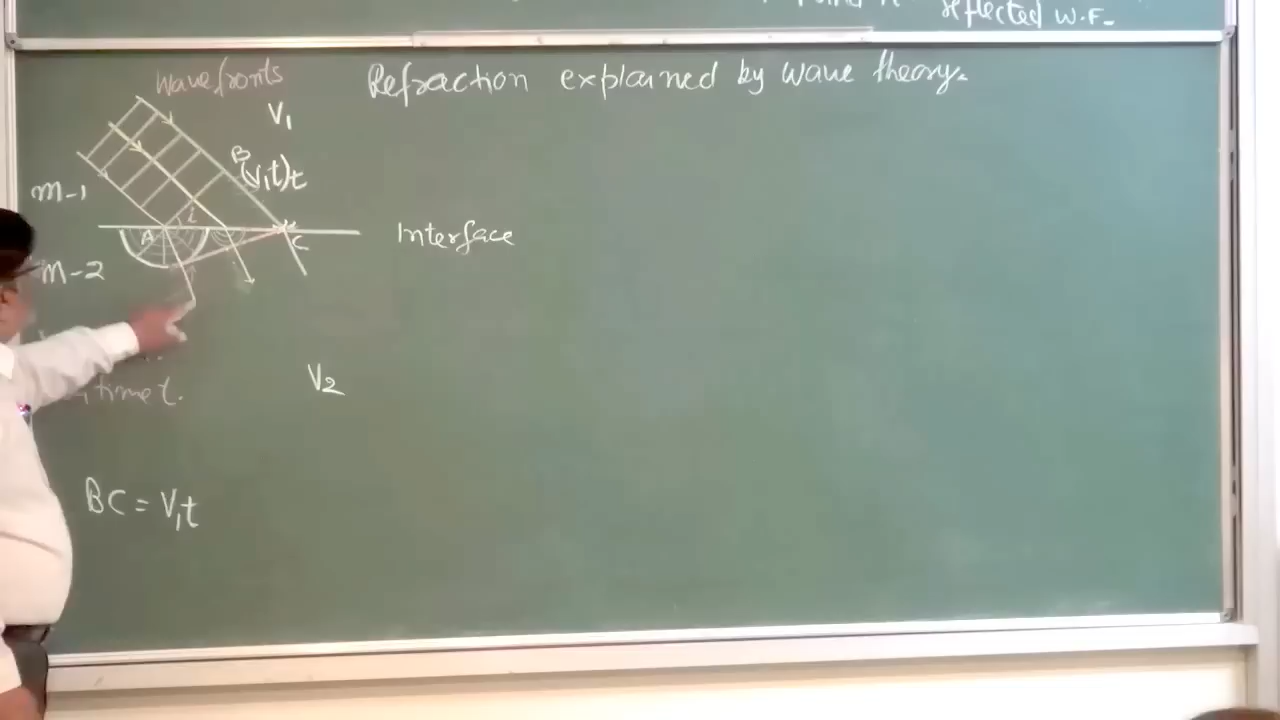 reflected W.F.
Wavefronts
Refraction explained by wave theory.
V1
B
(V1t)t
m-1
i
A
C
Interface
m-2
V2
time t.
BC = V1t